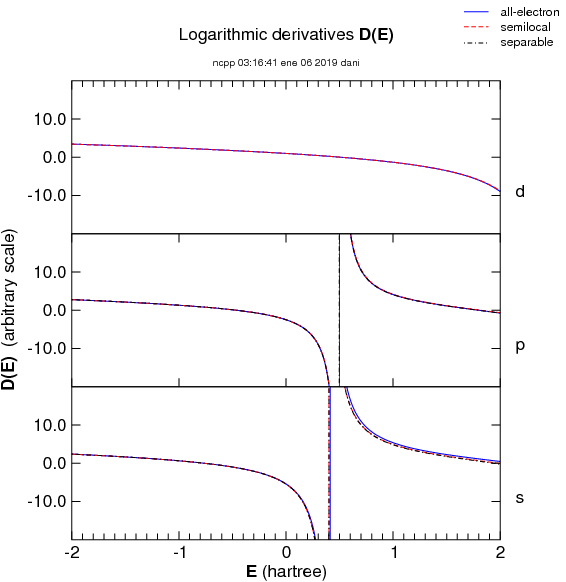 all-electron
semilocal
separable
Logarithmic derivatives D(E)
ncpp 03:16:41 ene 06 2019 dani
10.0
0.0
-10.0
d
10.0
0.0
-10.0
p
10.0
0.0
-10.0
s
D(E) (arbitrary scale)
-2 -1 0 1 2
E (hartree)